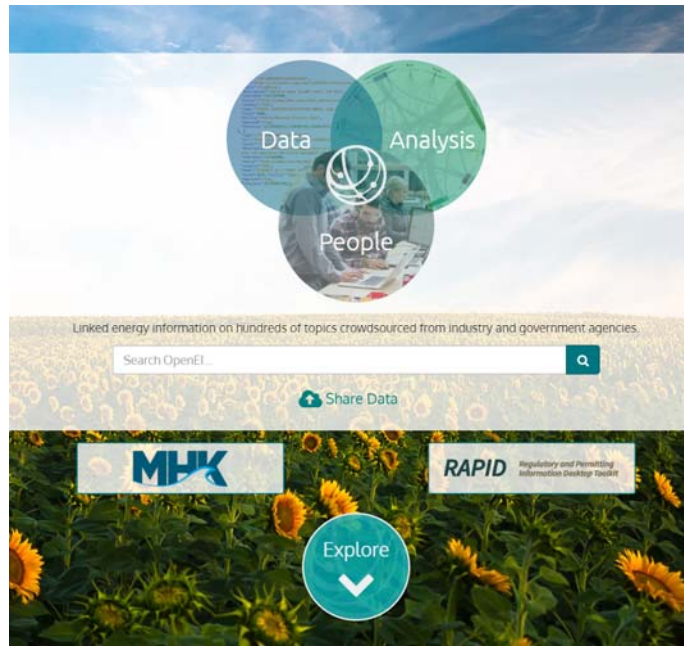 Data
Analysis
People
Linked energy information on hundreds of topics crowdsourced from industry and government agencies.
Search OpenEI...
Share Data
MHK
RAPID Regulatory and Permitting
Information Desktop Toolkit
Explore